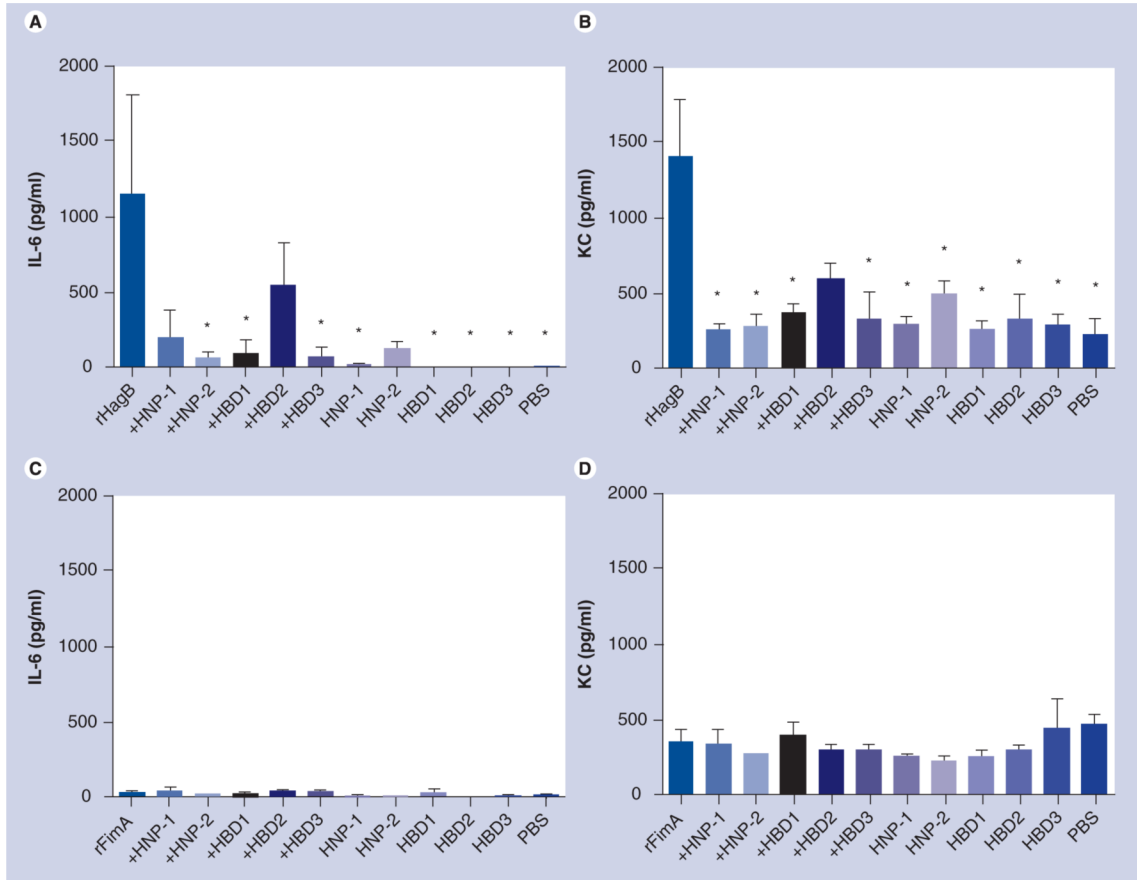 A
IL-6 (pg/ml)
2000
1500
1000
500
0
* * * * * * * *
rHagB +HNP-1 +HNP-2 +HBD1 +HBD2 +HBD3 HNP-1 HNP-2 HBD1 HBD2 HBD3 PBS
B
KC (pg/ml)
2000
1500
1000
500
0
* * * * * * * * * *
rHagB +HNP-1 +HNP-2 +HBD1 +HBD2 +HBD3 HNP-1 HNP-2 HBD1 HBD2 HBD3 PBS
C
IL-6 (pg/ml)
2000
1500
1000
500
0
rFimA +HNP-1 +HNP-2 +HBD1 +HBD2 +HBD3 HNP-1 HNP-2 HBD1 HBD2 HBD3 PBS
D
KC (pg/ml)
2000
1500
1000
500
0
rFimA +HNP-1 +HNP-2 +HBD1 +HBD2 +HBD3 HNP-1 HNP-2 HBD1 HBD2 HBD3 PBS